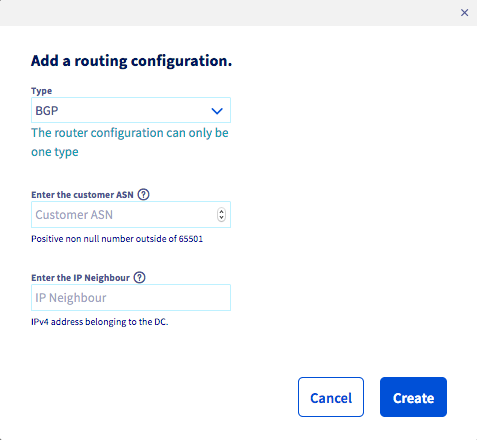 Add a routing configuration.
Type
BGP
The router configuration can only be
one type
Enter the customer ASN
Customer ASN
Positive non null number outside of 65501
Enter the IP Neighbour
IP Neighbour
IPv4 address belonging to the DC.
Cancel
Create